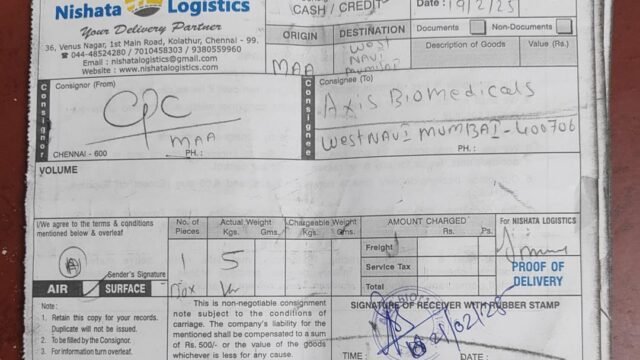 Nishata Logistics
Your Delivery Partner
36, Venus Nagar, 1st Main Road, Kolathur, Chennai - 99.
☎ 044-48524280 / 7010458303 / 9380559960
Email : nishatalogistics@gmail.com
Website : www.nishatalogistics.com
CASH / CREDIT
Date : 19/2/25
ORIGIN
DESTINATION
Documents
Non-Documents
MAA
WEST
NAVI
MUMBAI
Description of Goods
Value (Rs.)
Consignor
Consignor (From)
CPC
MAA
CHENNAI - 600
PH. :
Consignee
Consignee (To)
AXIS BIOMEDICALS
WEST NAVI MUMBAI - 400706
PH. :
VOLUME
I/We agree to the terms & conditions
mentioned below & overleaf
Sender's Signature
AIR
SURFACE
No. of
Pieces
1
Box
Actual Weight
Kgs.
Gms.
5
Chargeable Weight
Kgs.
Gms.
AMOUNT CHARGED
Rs.
Ps.
Freight
Service Tax
Total
For NISHATA LOGISTICS
PROOF OF
DELIVERY
Note :
1. Retain this copy for your records.
Duplicate will not be issued.
2. To be filled by the Consignor.
3. For information turn overleaf.
This is non-negotiable consignment
note subject to the conditions of
carriage. The company's liability for
the mentioned shall be compensated to
a sum of Rs. 500/- or the value of the goods
whichever is less for any cause.
SIGNATURE OF RECEIVER WITH RUBBER STAMP
21/02/25
TIME
DATE